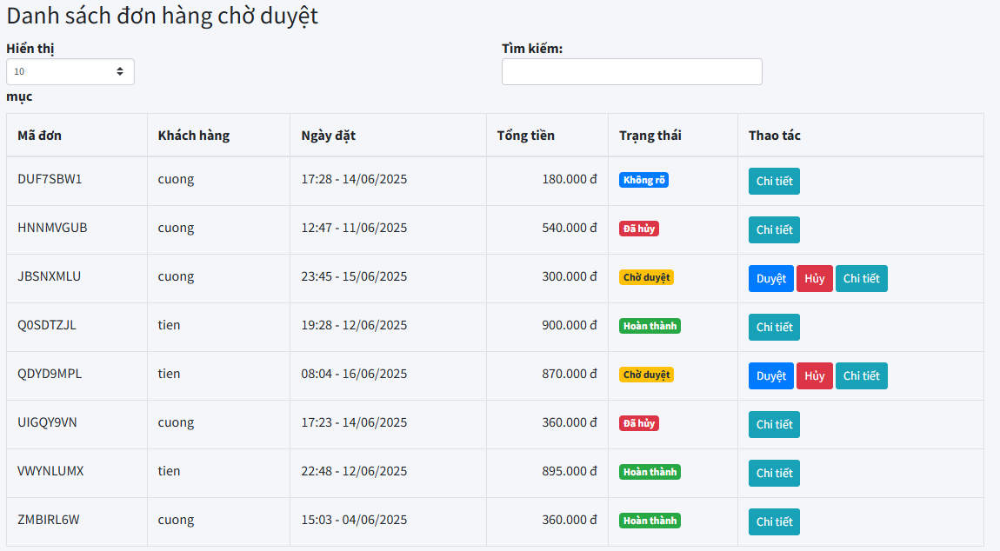 Danh sách đơn hàng chờ duyệt
Hiển thị Tìm kiếm:
10
mục
Mã đơn Khách hàng Ngày đặt Tổng tiền Trạng thái Thao tác
DUF7SBW1 cuong 17:28 - 14/06/2025 180.000 đ Không rõ Chi tiết
HNNMVGUB cuong 12:47 - 11/06/2025 540.000 đ Đã hủy Chi tiết
JBSNXMLU cuong 23:45 - 15/06/2025 300.000 đ Chờ duyệt Duyệt Hủy Chi tiết
Q0SDTZJL tien 19:28 - 12/06/2025 900.000 đ Hoàn thành Chi tiết
QDYD9MPL tien 08:04 - 16/06/2025 870.000 đ Chờ duyệt Duyệt Hủy Chi tiết
UIGQY9VN cuong 17:23 - 14/06/2025 360.000 đ Đã hủy Chi tiết
VWYNLUMX tien 22:48 - 12/06/2025 895.000 đ Hoàn thành Chi tiết
ZMBIRL6W cuong 15:03 - 04/06/2025 360.000 đ Hoàn thành Chi tiết